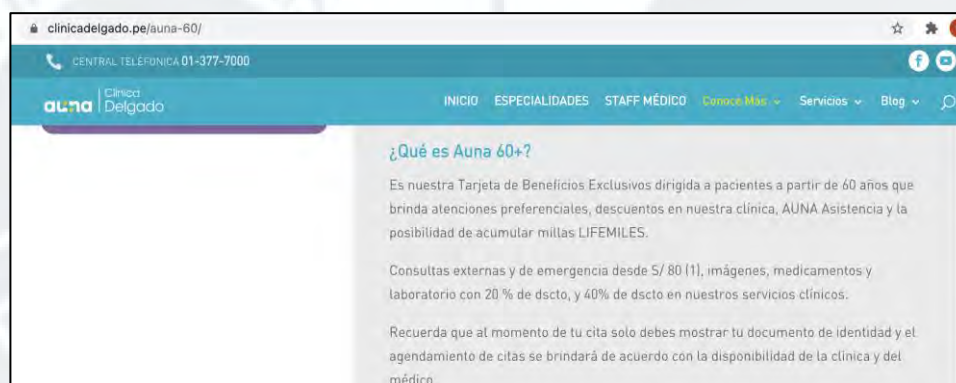 clinicadelgado.pe/auna-60/
CENTRAL TELEFÓNICA 01-377-7000
auna Clínica Delgado
INICIO ESPECIALIDADES STAFF MÉDICO Conoce Más Servicios Blog
¿Qué es Auna 60+?
Es nuestra Tarjeta de Beneficios Exclusivos dirigida a pacientes a partir de 60 años que
brinda atenciones preferenciales, descuentos en nuestra clínica, AUNA Asistencia y la
posibilidad de acumular millas LIFEMILES.
Consultas externas y de emergencia desde S/ 80 (1), imágenes, medicamentos y
laboratorio con 20 % de dscto, y 40% de dscto en nuestros servicios clínicos.
Recuerda que al momento de tu cita solo debes mostrar tu documento de identidad y el
agendamiento de citas se brindará de acuerdo con la disponibilidad de la clínica y del
médico.